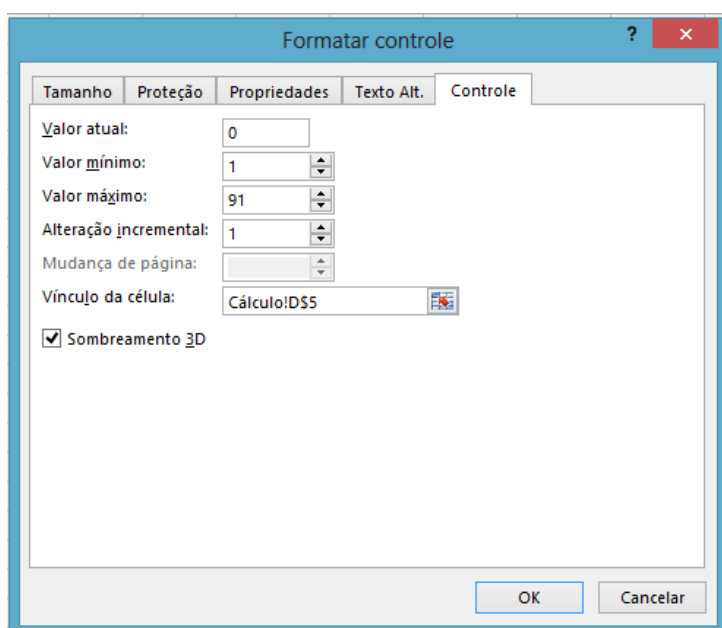 Formatar controle ?
Tamanho Proteção Propriedades Texto Alt. Controle
Valor atual: 0
Valor mínimo: 1
Valor máximo: 91
Alteração incremental: 1
Mudança de página:
Vínculo da célula: Cálculo!D$5
Sombreamento 3D
OK Cancelar